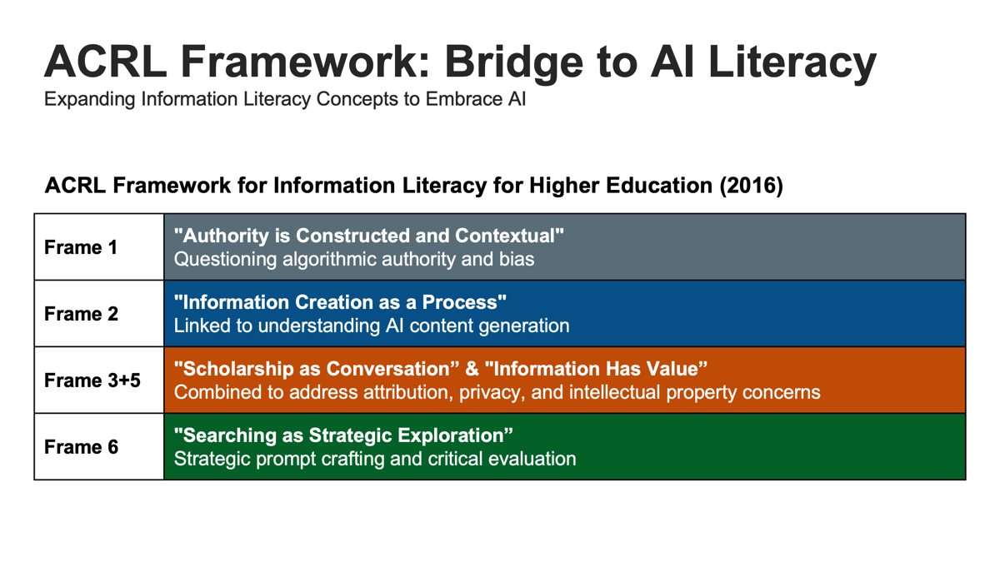 ACRL Framework: Bridge to AI Literacy
Expanding Information Literacy Concepts to Embrace AI
ACRL Framework for Information Literacy for Higher Education (2016)
Frame 1
"Authority is Constructed and Contextual"
Questioning algorithmic authority and bias
Frame 2
"Information Creation as a Process"
Linked to understanding AI content generation
Frame 3+5
"Scholarship as Conversation” & "Information Has Value”
Combined to address attribution, privacy, and intellectual property concerns
Frame 6
"Searching as Strategic Exploration”
Strategic prompt crafting and critical evaluation